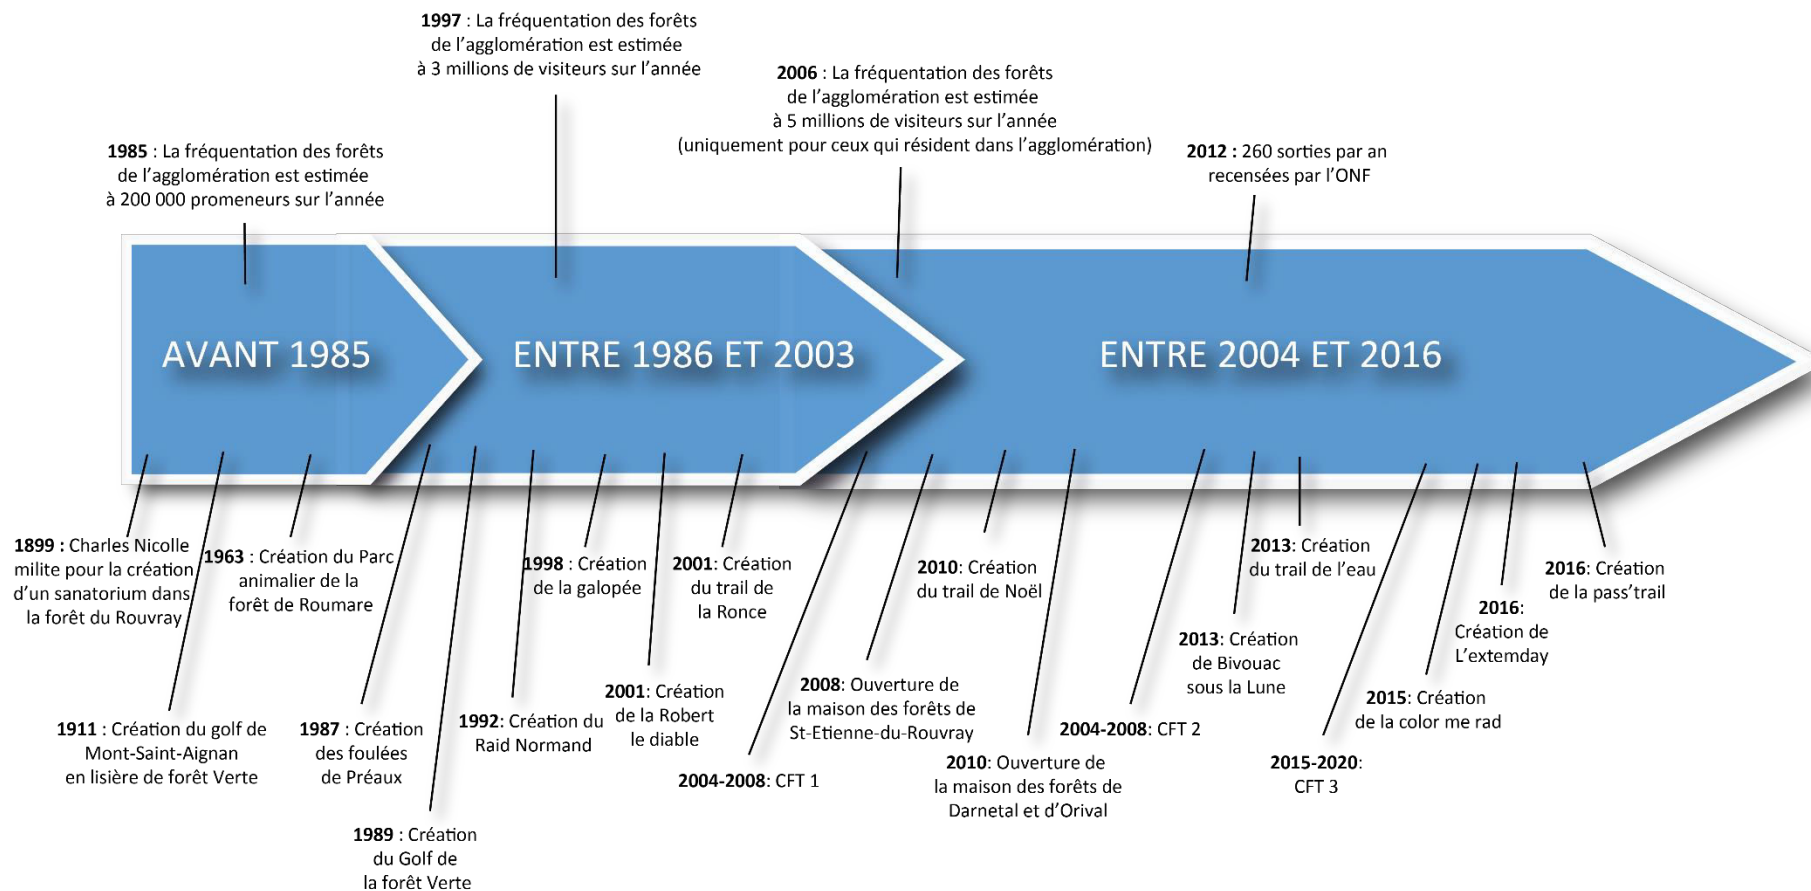 1997 : La fréquentation des forêts
de l'agglomération est estimée
à 3 millions de visiteurs sur l'année
2006 : La fréquentation des forêts
de l'agglomération est estimée
à 5 millions de visiteurs sur l'année
(uniquement pour ceux qui résident dans l'agglomération)
1985 : La fréquentation des forêts
de l'agglomération est estimée
à 200 000 promeneurs sur l'année
2012 : 260 sorties par an
recensées par l'ONF
AVANT 1985
ENTRE 1986 ET 2003
ENTRE 2004 ET 2016
1899 : Charles Nicolle
milite pour la création
d'un sanatorium dans
la forêt du Rouvray
1963 : Création du Parc
animalier de la
forêt de Roumare
1998 : Création
de la galopée
2001: Création
du trail de
la Ronce
2010: Création
du trail de Noël
2013: Création
du trail de l'eau
2016: Création
de la pass'trail
2016:
Création de
L'extemday
1911 : Création du golf de
Mont-Saint-Aignan
en lisière de forêt Verte
1987 : Création
des foulées
de Préaux
1992: Création du
Raid Normand
2001: Création
de la Robert
le diable
2008: Ouverture de
la maison des forêts de
St-Etienne-du-Rouvray
2013: Création
de Bivouac
sous la Lune
2004-2008: CFT 2
2015: Création
de la color me rad
2004-2008: CFT 1
2010: Ouverture de
la maison des forêts de
Darnetal et d'Orival
2015-2020:
CFT 3
1989 : Création
du Golf de
la forêt Verte